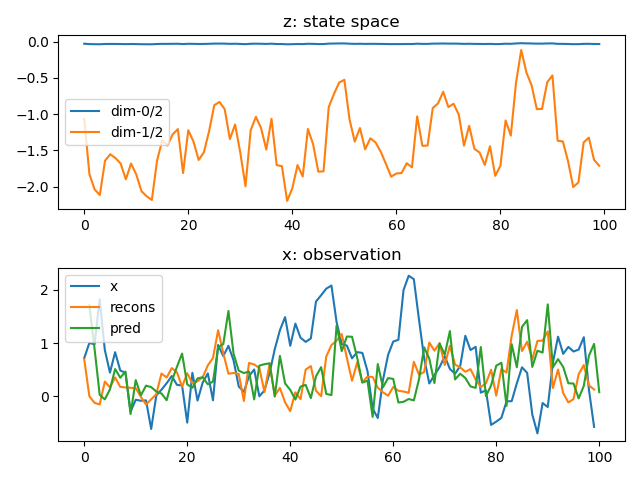 z: state space
0.0
−0.5
−1.0
−1.5
−2.0
dim-0/2
dim-1/2
0 20 40 60 80 100
x: observation
2
1
0
x
recons
pred
0 20 40 60 80 100